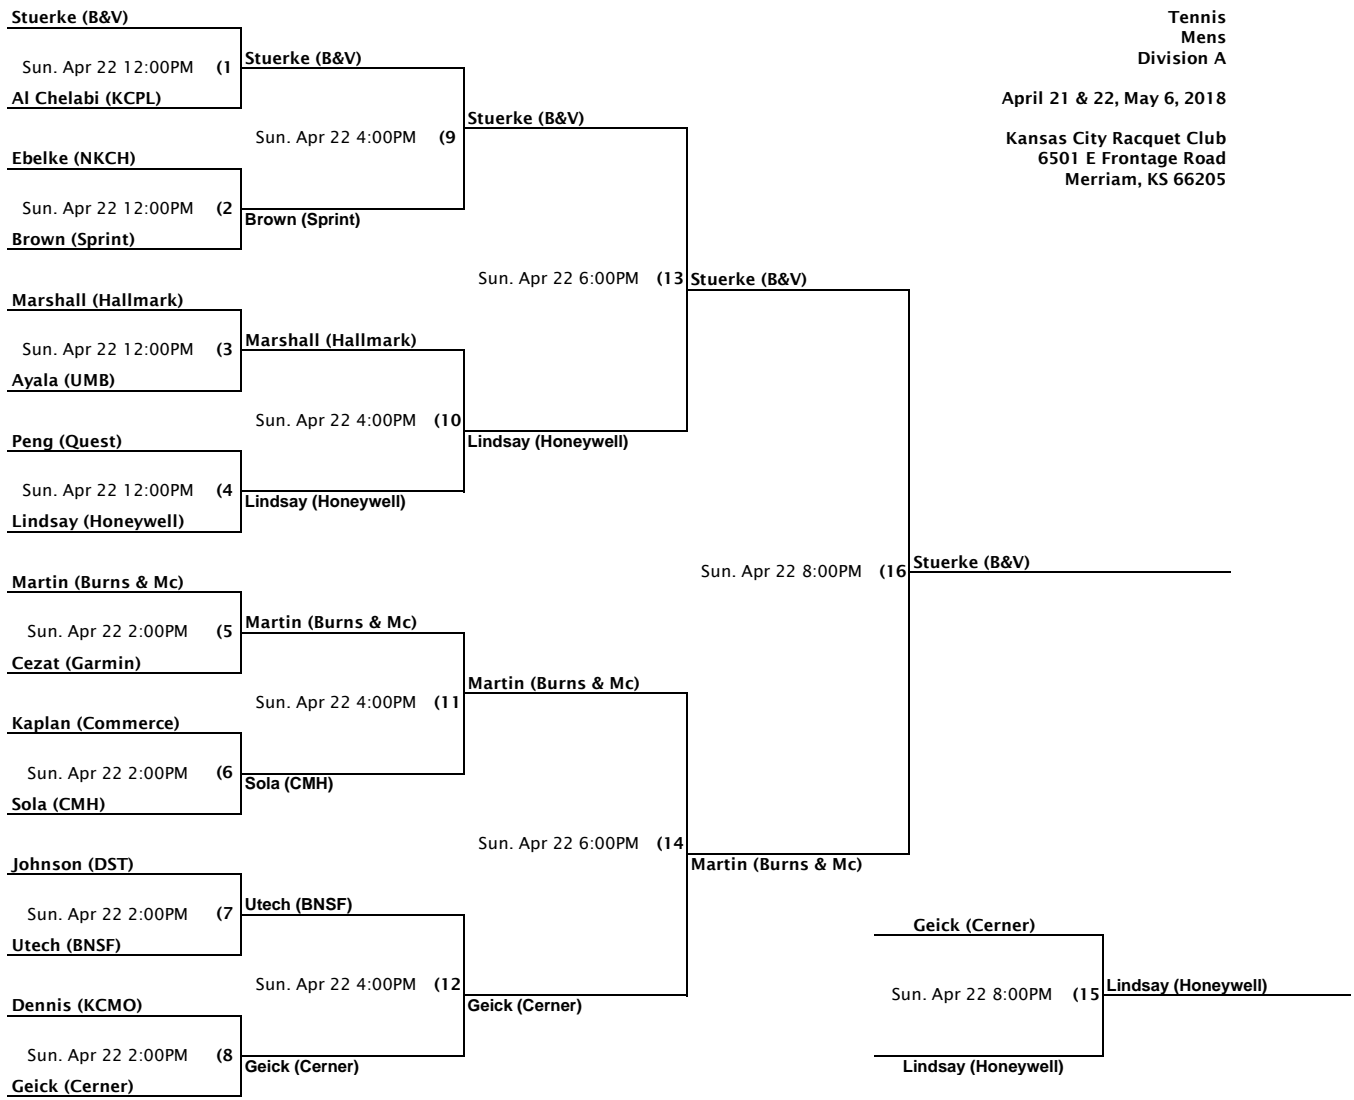 Stuerke (B&V)
Sun. Apr 22 12:00PM (1
Al Chelabi (KCPL)
Ebelke (NKCH)
Sun. Apr 22 12:00PM (2
Brown (Sprint)
Marshall (Hallmark)
Sun. Apr 22 12:00PM (3
Ayala (UMB)
Peng (Quest)
Sun. Apr 22 12:00PM (4
Lindsay (Honeywell)
Martin (Burns & Mc)
Sun. Apr 22 2:00PM (5
Cezat (Garmin)
Kaplan (Commerce)
Sun. Apr 22 2:00PM (6
Sola (CMH)
Johnson (DST)
Sun. Apr 22 2:00PM (7
Utech (BNSF)
Dennis (KCMO)
Sun. Apr 22 2:00PM (8
Geick (Cerner)
Stuerke (B&V)
Sun. Apr 22 4:00PM (9
Brown (Sprint)
Marshall (Hallmark)
Sun. Apr 22 4:00PM (10
Lindsay (Honeywell)
Martin (Burns & Mc)
Sun. Apr 22 4:00PM (11
Sola (CMH)
Utech (BNSF)
Sun. Apr 22 4:00PM (12
Geick (Cerner)
Stuerke (B&V)
Sun. Apr 22 6:00PM (13
Lindsay (Honeywell)
Martin (Burns & Mc)
Sun. Apr 22 6:00PM (14
Geick (Cerner)
Stuerke (B&V)
Sun. Apr 22 8:00PM (16
Martin (Burns & Mc)
Stuerke (B&V)
Geick (Cerner)
Sun. Apr 22 8:00PM (15
Lindsay (Honeywell)
Lindsay (Honeywell)
Tennis
Mens
Division A
April 21 & 22, May 6, 2018
Kansas City Racquet Club
6501 E Frontage Road
Merriam, KS 66205